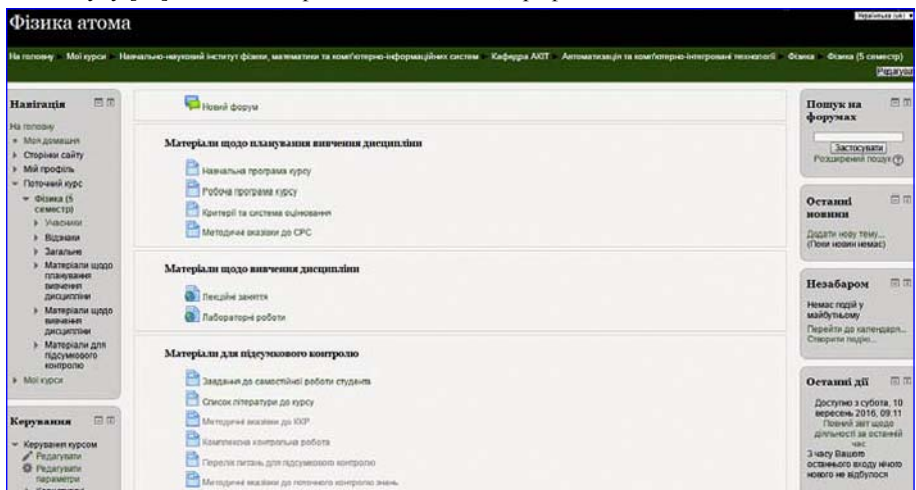 Фізика атома
Українська (uk)
На головну Мої курси Навчально-науковий інститут фізики, математики та комп'ютерно-інформаційних систем Кафедра АКІТ Автоматизація та комп'ютерно-інтегровані технології Фізика Фізика (5 семестр)
Навігація
На головну
Моя домашня
Сторінки сайту
Мій профіль
Поточний курс
Фізика (5
семестр)
Учасники
Відзнаки
Загальне
Матеріали щодо
планування
вивчення
дисципліни
Матеріали щодо
вивчення
дисципліни
Матеріали для
підсумкового
контролю
Мої курси
Керування
Керування курсом
Редагувати
Редагувати
параметри
Новий форум
Матеріали щодо планування вивчення дисципліни
Навчальна програма курсу
Робоча програма курсу
Критерії та система оцінювання
Методичні вказівки до СРС
Матеріали щодо вивчення дисципліни
Лекційні заняття
Лабораторні роботи
Матеріали для підсумкового контролю
Завдання до самостійної роботи студента
Список літератури до курсу
Методичні вказівки до ККР
Комплексна контрольна робота
Перелік питань для підсумкового контролю
Методичні вказівки до поточного контролю знань
Пошук на
форумах
Застосувати
Розширений пошук
Останні
новини
Додати нову тему...
(Поки новин немає)
Незабаром
Немає подій у
майбутньому
Перейти до календаря...
Створити подію...
Останні дії
Доступно з субота, 10
вересень 2016, 09:11
Повний звіт щодо
діяльності за останній
час
З часу Вашого
останнього входу нічого
нового не відбулося